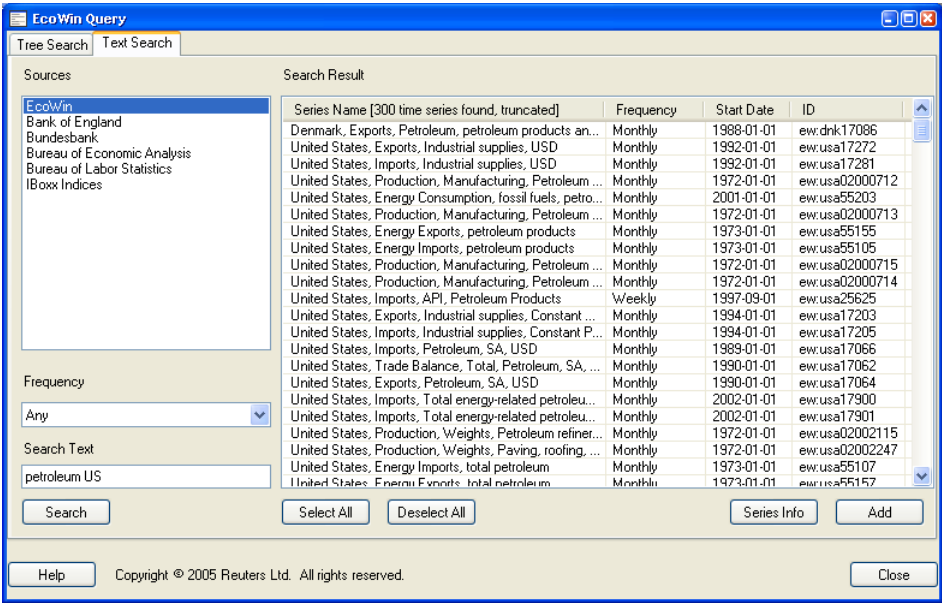 EcoWin Query
Tree Search Text Search
Sources
EcoWin
Bank of England
Bundesbank
Bureau of Economic Analysis
Bureau of Labor Statistics
IBoxx Indices
Frequency
Any
Search Text
petroleum US
Search
Search Result
Series Name [300 time series found, truncated] Frequency Start Date ID
Denmark, Exports, Petroleum, petroleum products an... Monthly 1988-01-01 ew:dnk17086
United States, Exports, Industrial supplies, USD Monthly 1992-01-01 ew:usa17272
United States, Imports, Industrial supplies, USD Monthly 1992-01-01 ew:usa17281
United States, Production, Manufacturing, Petroleum ... Monthly 1972-01-01 ew:usa02000712
United States, Energy Consumption, fossil fuels, petro... Monthly 2001-01-01 ew:usa55203
United States, Production, Manufacturing, Petroleum ... Monthly 1972-01-01 ew:usa02000713
United States, Energy Exports, petroleum products Monthly 1973-01-01 ew:usa55155
United States, Energy Imports, petroleum products Monthly 1973-01-01 ew:usa55105
United States, Production, Manufacturing, Petroleum ... Monthly 1972-01-01 ew:usa02000715
United States, Production, Manufacturing, Petroleum ... Monthly 1972-01-01 ew:usa02000714
United States, Imports, API, Petroleum Products Weekly 1997-09-01 ew:usa25625
United States, Exports, Industrial supplies, Constant ... Monthly 1994-01-01 ew:usa17203
United States, Imports, Industrial supplies, Constant P... Monthly 1994-01-01 ew:usa17205
United States, Imports, Petroleum, SA, USD Monthly 1989-01-01 ew:usa17066
United States, Trade Balance, Total, Petroleum, SA, ... Monthly 1990-01-01 ew:usa17062
United States, Exports, Petroleum, SA, USD Monthly 1990-01-01 ew:usa17064
United States, Imports, Total energy-related petroleu... Monthly 2002-01-01 ew:usa17900
United States, Imports, Total energy-related petroleu... Monthly 2002-01-01 ew:usa17901
United States, Production, Weights, Petroleum refiner... Monthly 1972-01-01 ew:usa02002115
United States, Production, Weights, Paving, roofing, ... Monthly 1972-01-01 ew:usa02002247
United States, Energy Imports, total petroleum Monthly 1973-01-01 ew:usa55107
United States, Energy Exports, total petroleum Monthly 1973-01-01 ew:usa55157
Select All Deselect All Series Info Add
Help Copyright © 2005 Reuters Ltd. All rights reserved. Close